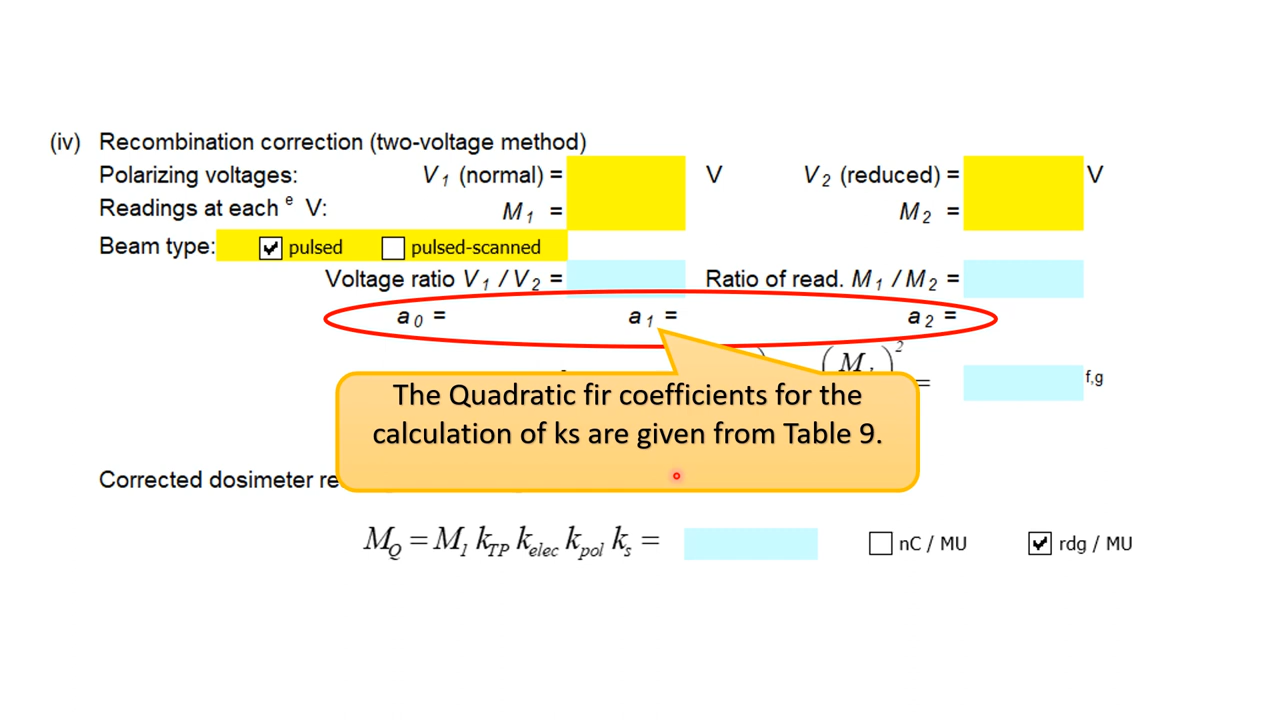 (iv) Recombination correction (two-voltage method)
Polarizing voltages: V1 (normal) = V V2 (reduced) = V
Readings at each e V: M1 = M2 =
Beam type: pulsed pulsed-scanned
Voltage ratio V1 / V2 = Ratio of read. M1 / M2 =
a0 = a1 = a2 =
) ( M )2 = f,g
The Quadratic fir coefficients for the
calculation of ks are given from Table 9.
Corrected dosimeter re
MQ = M1 kTP kelec kpol ks = nC / MU rdg / MU